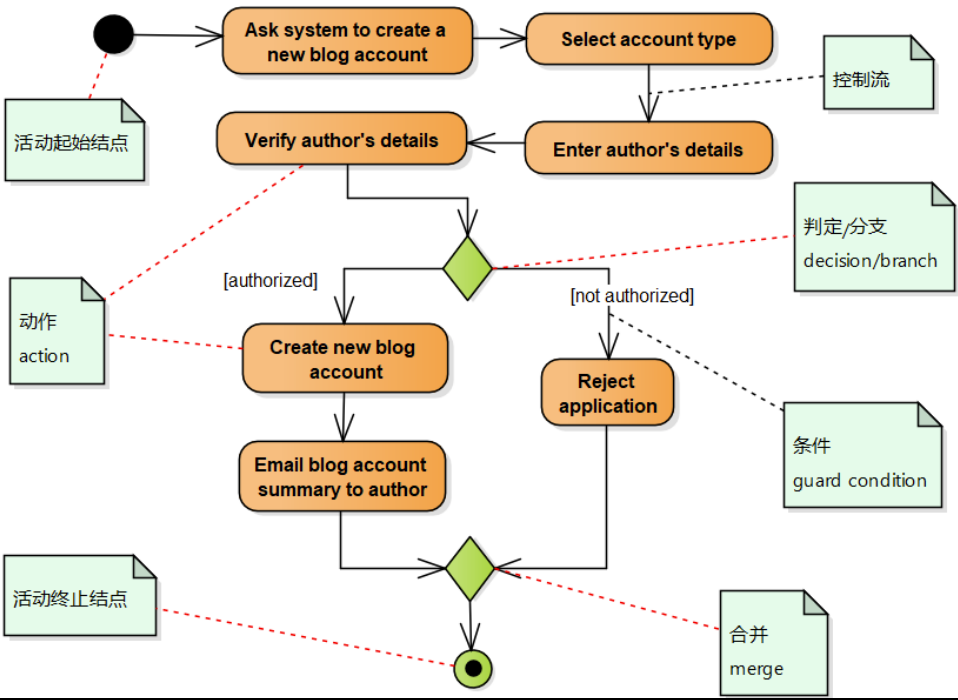 Ask system to create a
new blog account
Select account type
控制流
活动起始结点
Verify author's details
Enter author's details
判定/分支
decision/branch
[authorized]
[not authorized]
动作
action
Create new blog
account
Reject
application
条件
guard condition
Email blog account
summary to author
活动终止结点
合并
merge